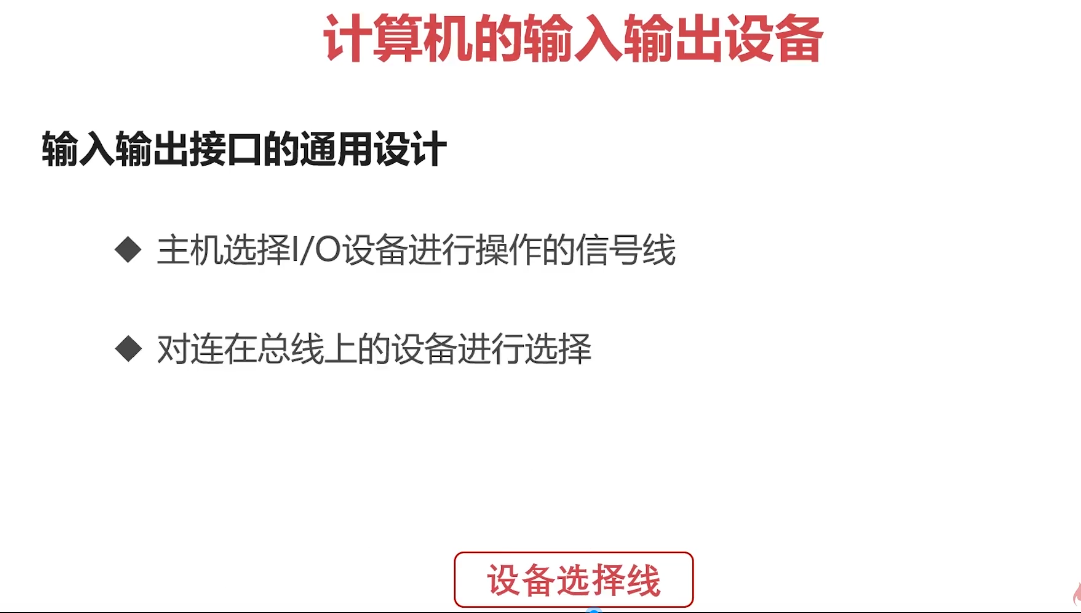 计算机的输入输出设备
输入输出接口的通用设计
主机选择I/O设备进行操作的信号线
对连在总线上的设备进行选择
设备选择线